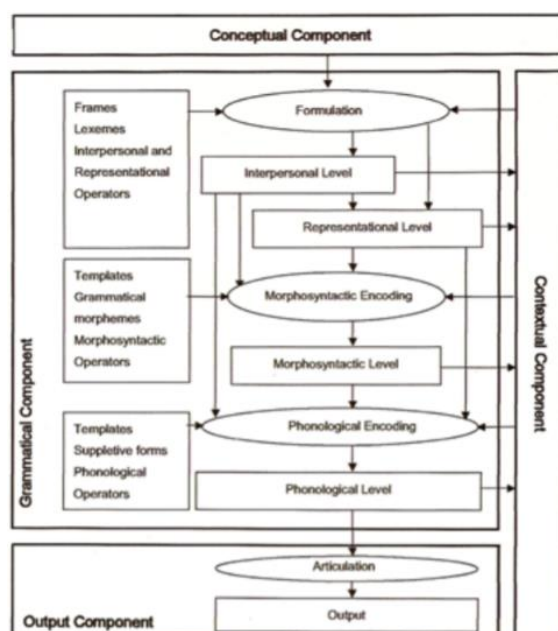 Conceptual Component
Frames
Lexemes
Interpersonal and
Representational
Operators
Formulation
Interpersonal Level
Representational Level
Templates
Grammatical
morphemes
Morphosyntactic
Operators
Morphosyntactic Encoding
Morphosyntactic Level
Templates
Suppletive forms
Phonological
Operators
Phonological Encoding
Phonological Level
Grammatical Component
Contextual Component
Articulation
Output
Output Component